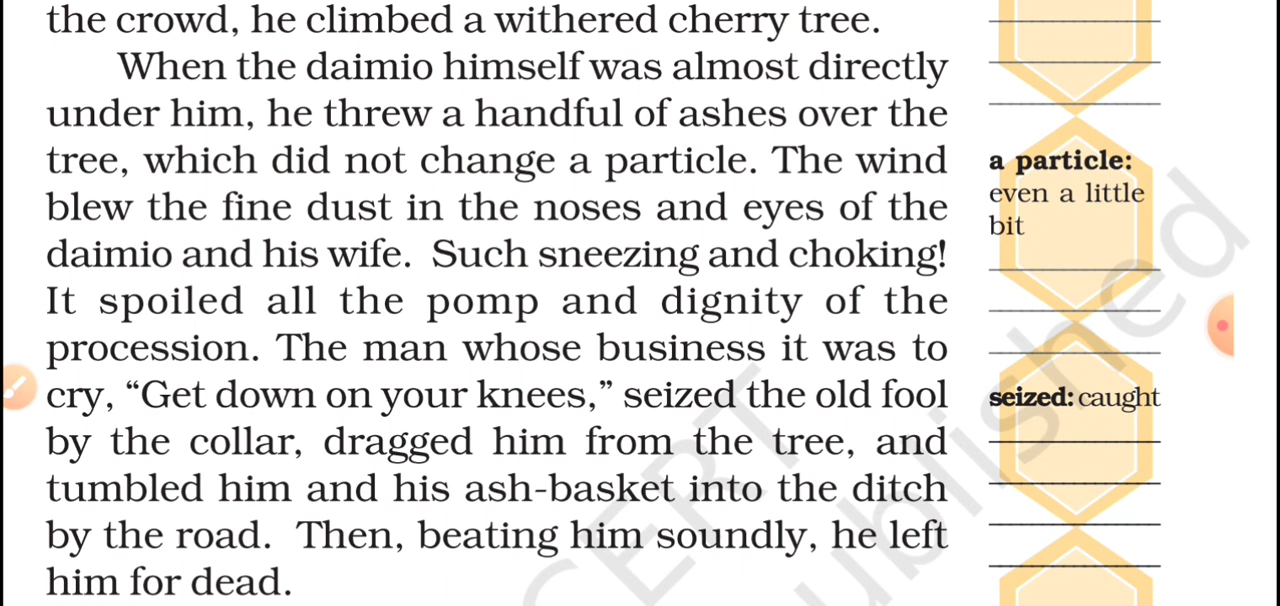 the crowd, he climbed a withered cherry tree.
When the daimio himself was almost directly
under him, he threw a handful of ashes over the
tree, which did not change a particle. The wind
blew the fine dust in the noses and eyes of the
daimio and his wife. Such sneezing and choking!
It spoiled all the pomp and dignity of the
procession. The man whose business it was to
cry, “Get down on your knees,” seized the old fool
by the collar, dragged him from the tree, and
tumbled him and his ash-basket into the ditch
by the road. Then, beating him soundly, he left
him for dead.
a particle:
even a little
bit
seized: caught
CERT
ublished